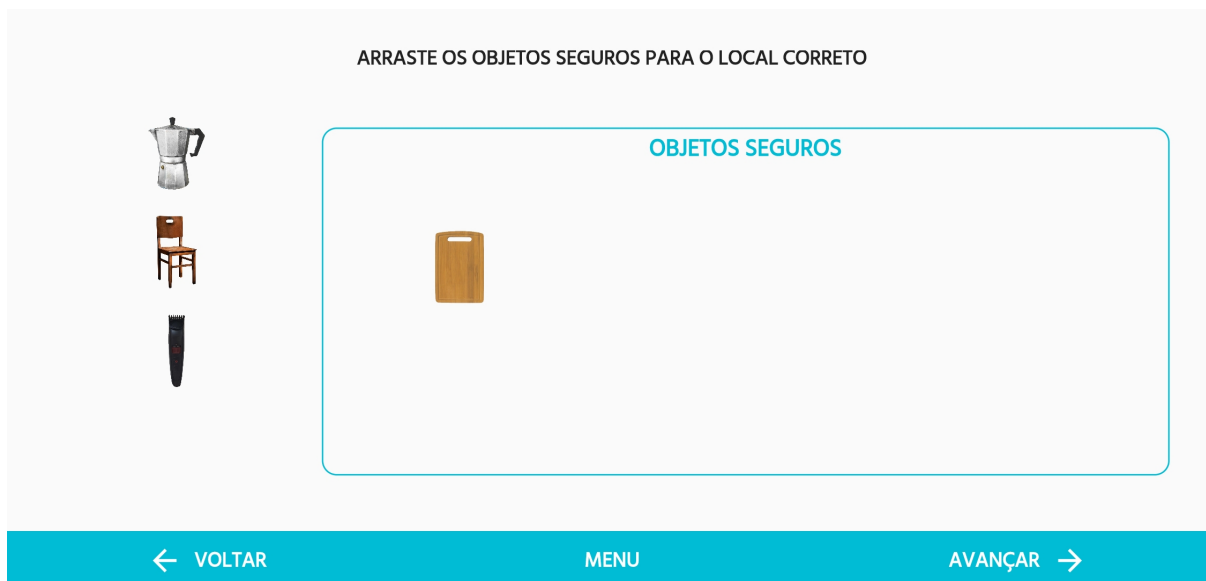 ARRASTE OS OBJETOS SEGUROS PARA O LOCAL CORRETO
OBJETOS SEGUROS
VOLTAR
MENU
AVANÇAR